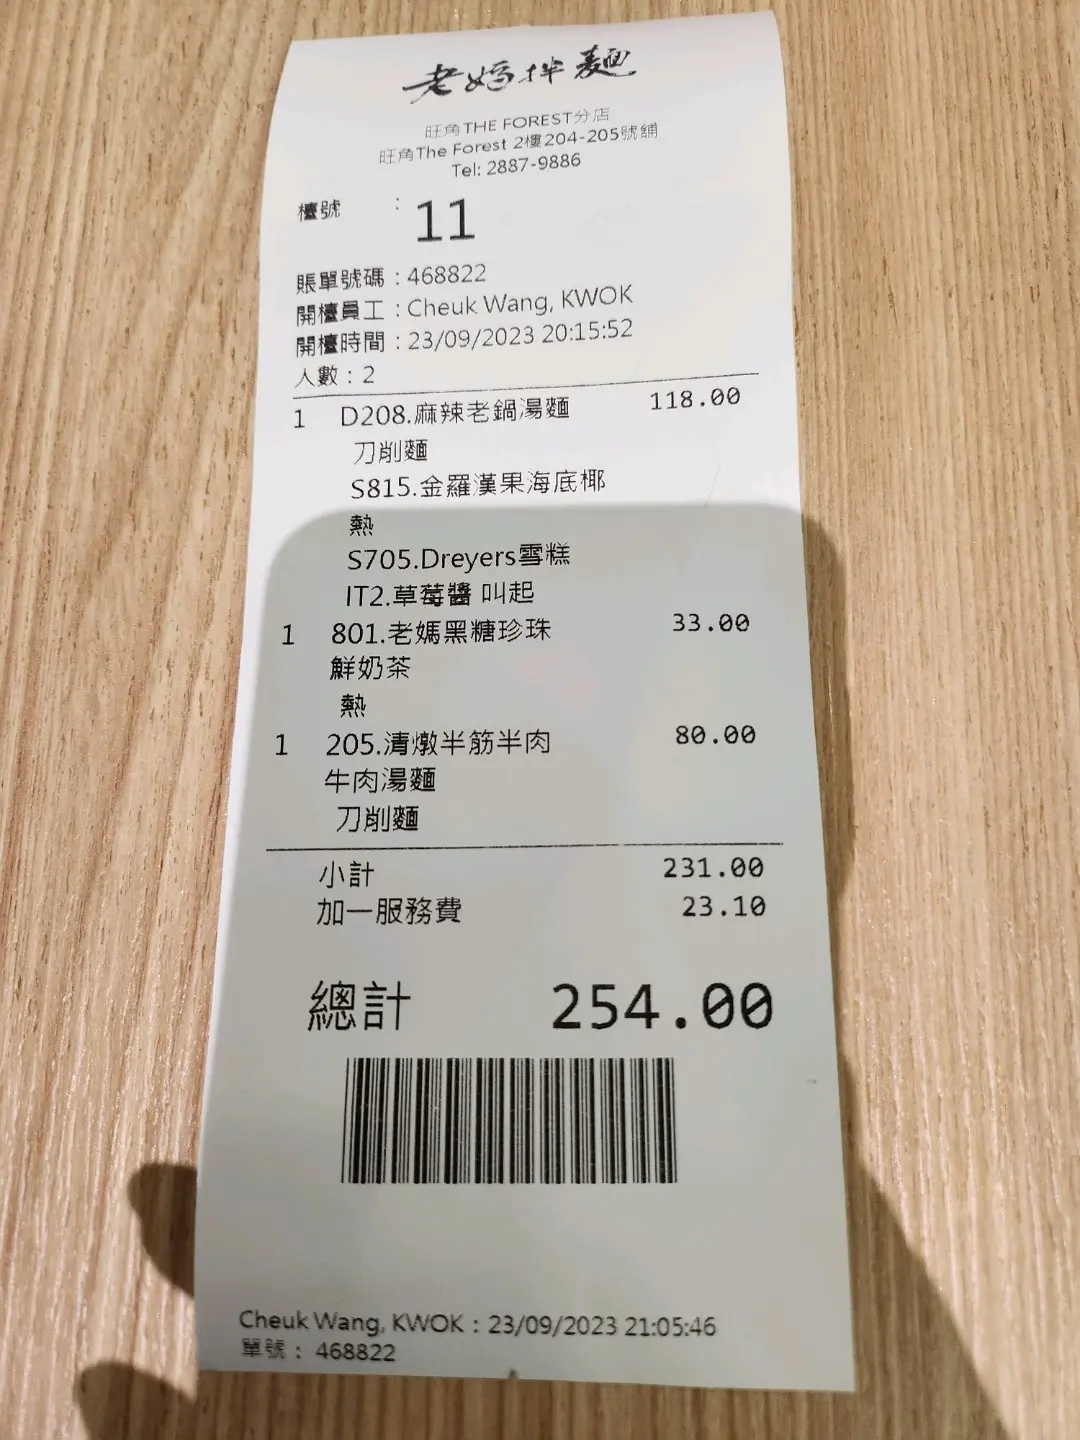 老媽拌麵
旺角THE FOREST分店
旺角The Forest 2樓204-205號舖
Tel: 2887-9886
檯號 : 11
賬單號碼 : 468822
開檯員工 : Cheuk Wang, KWOK
開檯時間 : 23/09/2023 20:15:52
人數 : 2
1 D208.麻辣老鍋湯麵 118.00
刀削麵
S815.金羅漢果海底椰
熱
S705.Dreyers雪糕
IT2.草莓醬 叫起
1 801.老媽黑糖珍珠 33.00
鮮奶茶
熱
1 205.清燉半筋半肉 80.00
牛肉湯麵
刀削麵
小計 231.00
加一服務費 23.10
總計 254.00
Cheuk Wang, KWOK : 23/09/2023 21:05:46
單號 : 468822